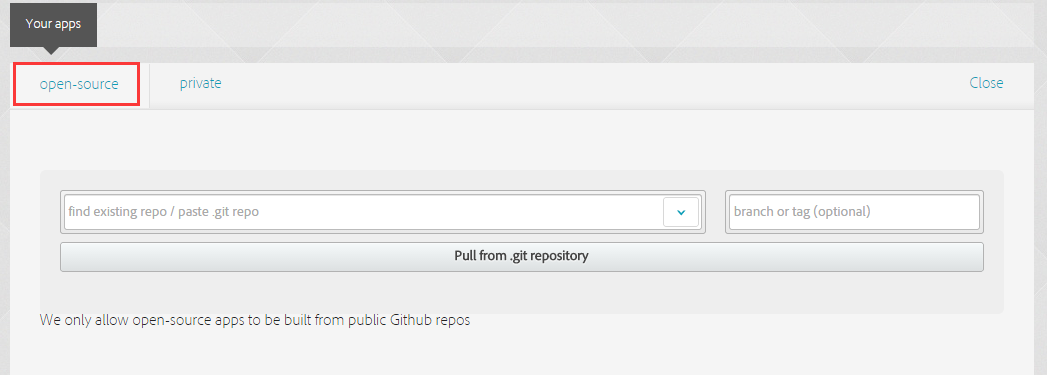 Your apps
open-source
private
Close
find existing repo / paste .git repo
branch or tag (optional)
Pull from .git repository
We only allow open-source apps to be built from public Github repos